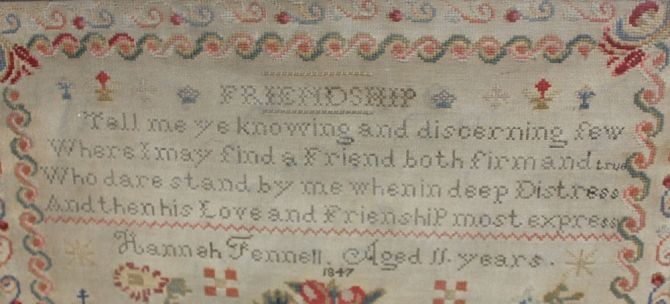 FRIENDSHIP
Tell me ye knowing and discerning few
Where I may find a Friend both firm and true
Who dare stand by me when in deep Distress
And then his Love and Frienship most express
Hannah Fennell. Aged 11 years.
1847